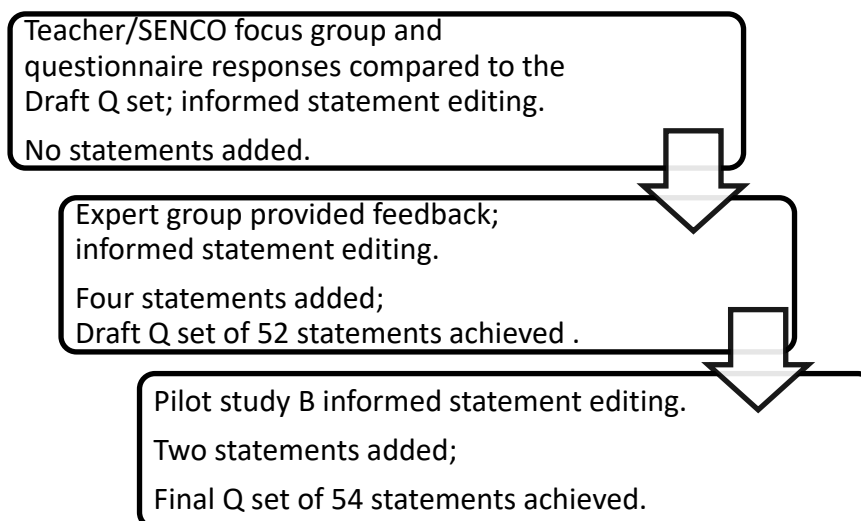 Teacher/SENCO focus group and
questionnaire responses compared to the
Draft Q set; informed statement editing.
No statements added.
Expert group provided feedback;
informed statement editing.
Four statements added;
Draft Q set of 52 statements achieved .
Pilot study B informed statement editing.
Two statements added;
Final Q set of 54 statements achieved.